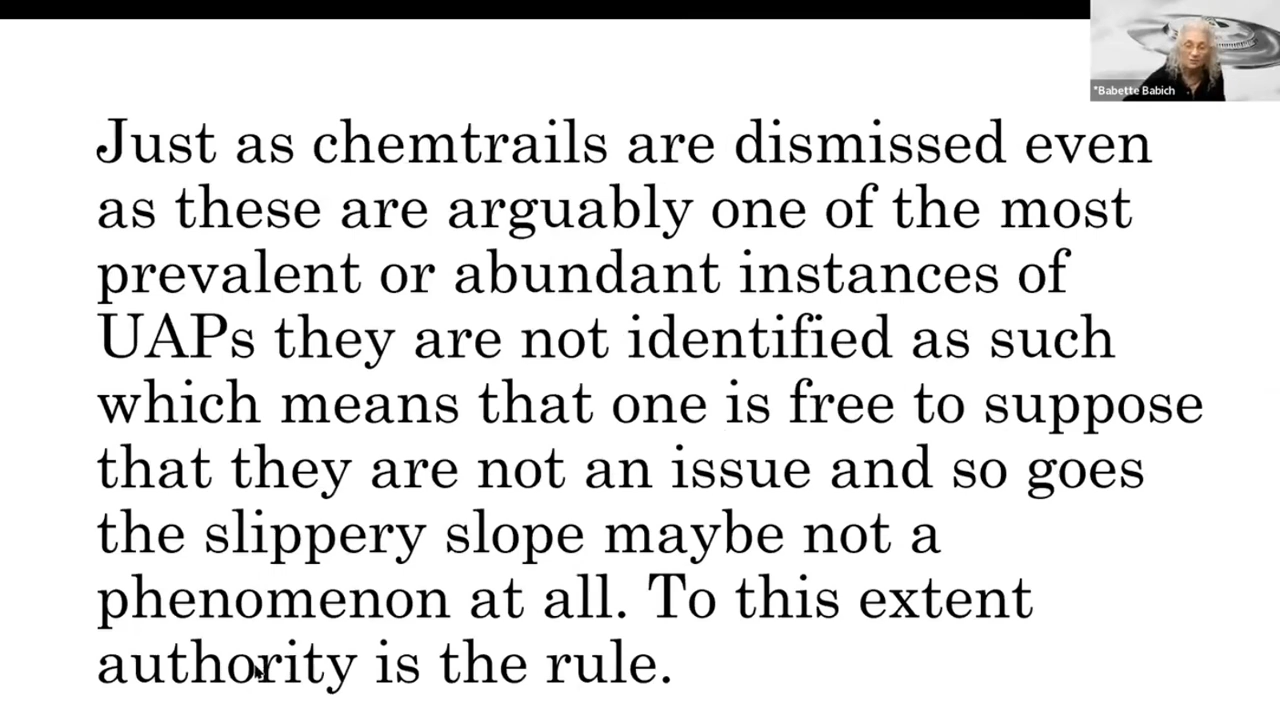 *Babette Babich
Just as chemtrails are dismissed even
as these are arguably one of the most
prevalent or abundant instances of
UAPs they are not identified as such
which means that one is free to suppose
that they are not an issue and so goes
the slippery slope maybe not a
phenomenon at all. To this extent
authority is the rule.